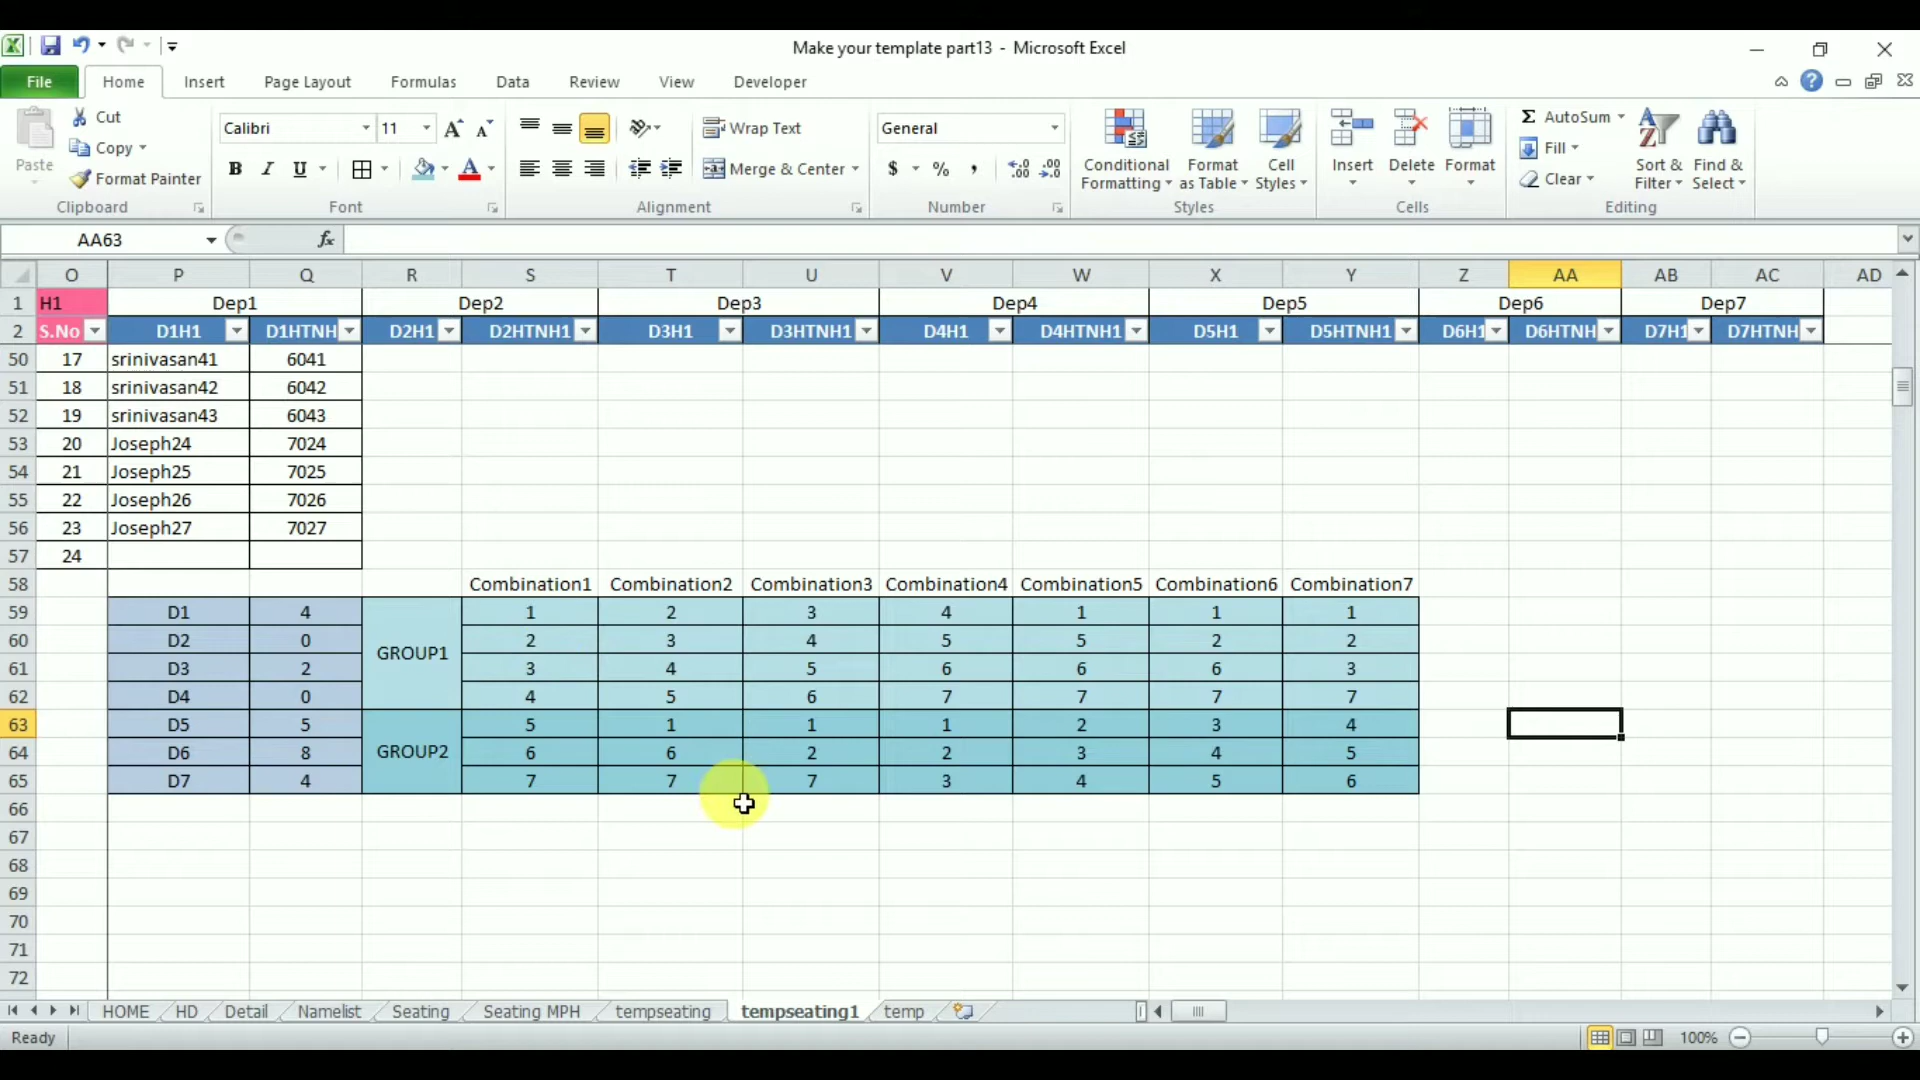 Make your template part13 - Microsoft Excel
File Home Insert Page Layout Formulas Data Review View Developer
Paste Cut Copy Format Painter Clipboard
Calibri 11 A A B I U A Font
Wrap Text Merge & Center Alignment
General $ % , .0 .00 .00 .0 Number
Conditional Formatting Format as Table Cell Styles Styles
Insert Delete Format Cells
Σ AutoSum Fill Clear Sort & Filter Find & Select Editing
AA63 fx
O P Q R S T U V W X Y Z AA AB AC AD
1 H1 Dep1 Dep2 Dep3 Dep4 Dep5 Dep6 Dep7
2 S.No D1H1 D1HTNH D2H1 D2HTNH1 D3H1 D3HTNH1 D4H1 D4HTNH1 D5H1 D5HTNH1 D6H1 D6HTNH D7H1 D7HTNH
50 17 srinivasan41 6041
51 18 srinivasan42 6042
52 19 srinivasan43 6043
53 20 Joseph24 7024
54 21 Joseph25 7025
55 22 Joseph26 7026
56 23 Joseph27 7027
57 24
58 Combination1 Combination2 Combination3 Combination4 Combination5 Combination6 Combination7
59 D1 4 1 2 3 4 1 1 1
60 D2 0 2 3 4 5 5 2 2
GROUP1
61 D3 2 3 4 5 6 6 6 3
62 D4 0 4 5 6 7 7 7 7
63 D5 5 5 1 1 1 2 3 4
64 D6 8 GROUP2 6 6 2 2 3 4 5
65 D7 4 7 7 7 3 4 5 6
66
67
68
69
70
71
72
HOME HD Detail Namelist Seating Seating MPH tempseating tempseating1 temp
Ready 100%